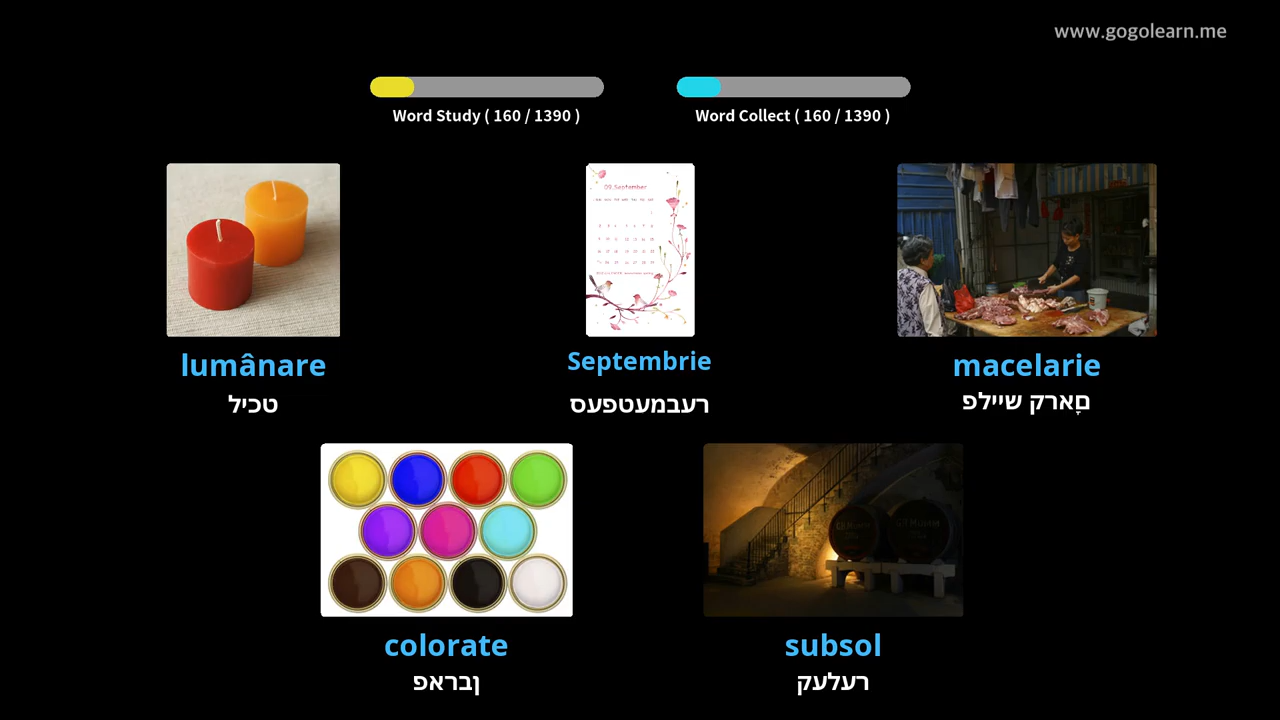 www.gogolearn.me
Word Study ( 160 / 1390 )
Word Collect ( 160 / 1390 )
lumânare
טכיל
Septembrie
רעבמעטפעס
macelarie
םָארק שיילפ
colorate
ןבראפ
subsol
רעלעק